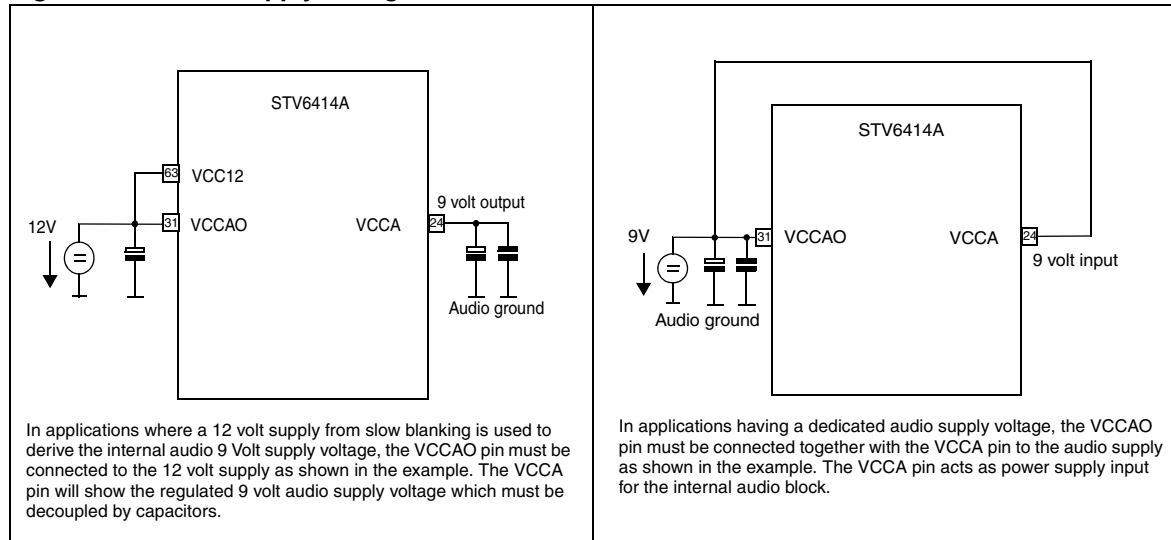 the internal audio 9 Volt
STV6414A
63
VCC12
12V
31
VCCAO
VCCA
24
9 volt output
Audio ground
In applications where a 12 volt supply from slow blanking is used to
derive the internal audio 9 Volt supply voltage, the VCCAO pin must be
connected to the 12 volt supply as shown in the example. The VCCA
pin will show the regulated 9 volt audio supply voltage which must be
decoupled by capacitors.
STV6414A
9V
31
VCCAO
VCCA
24
9 volt input
Audio ground
In applications having a dedicated audio supply voltage, the VCCAO
pin must be connected together with the VCCA pin to the audio supply
as shown in the example. The VCCA pin acts as power supply input
for the internal audio block.